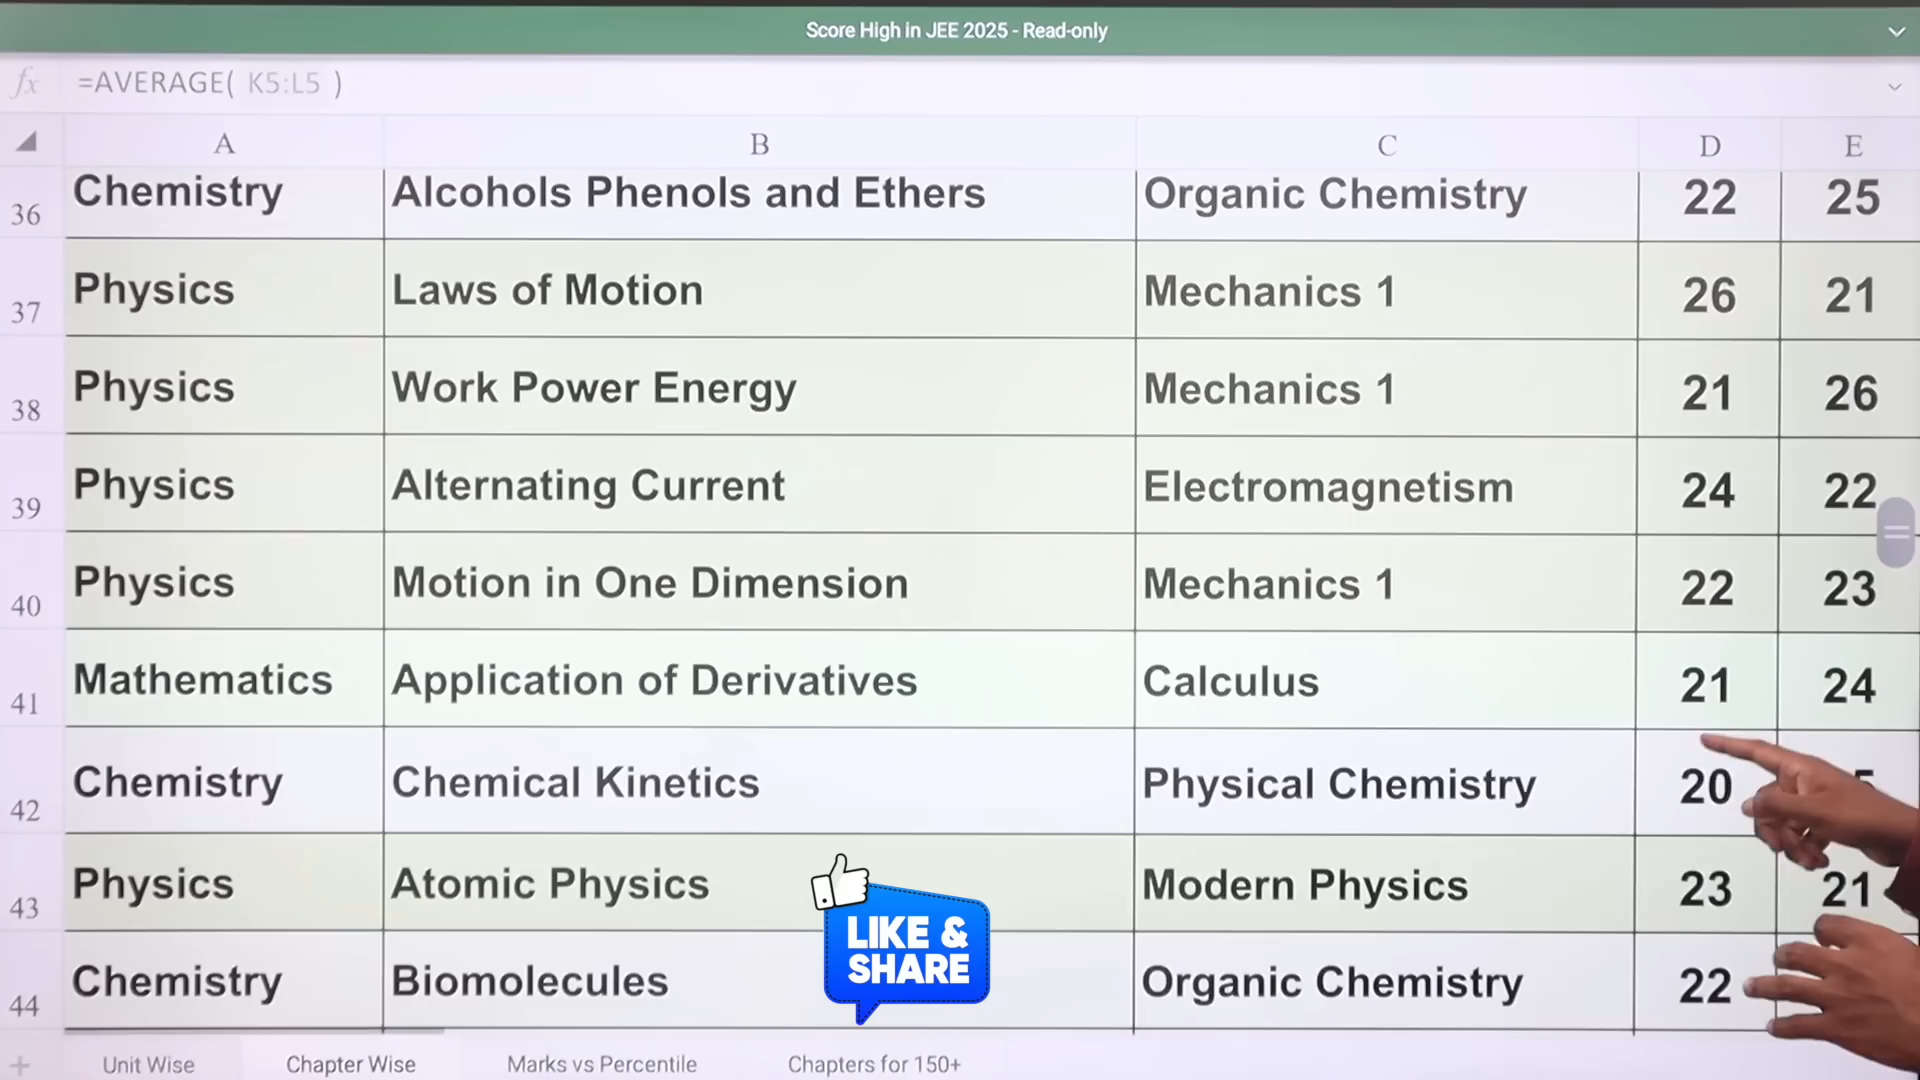 Score High in JEE 2025 - Read-only
fx =AVERAGE( K5:L5 )
A B C D E
36 Chemistry Alcohols Phenols and Ethers Organic Chemistry 22 25
37 Physics Laws of Motion Mechanics 1 26 21
38 Physics Work Power Energy Mechanics 1 21 26
39 Physics Alternating Current Electromagnetism 24 22
40 Physics Motion in One Dimension Mechanics 1 22 23
41 Mathematics Application of Derivatives Calculus 21 24
42 Chemistry Chemical Kinetics Physical Chemistry 20
43 Physics Atomic Physics Modern Physics 23 21
44 Chemistry Biomolecules Organic Chemistry 22
LIKE &
SHARE
+ Unit Wise Chapter Wise Marks vs Percentile Chapters for 150+